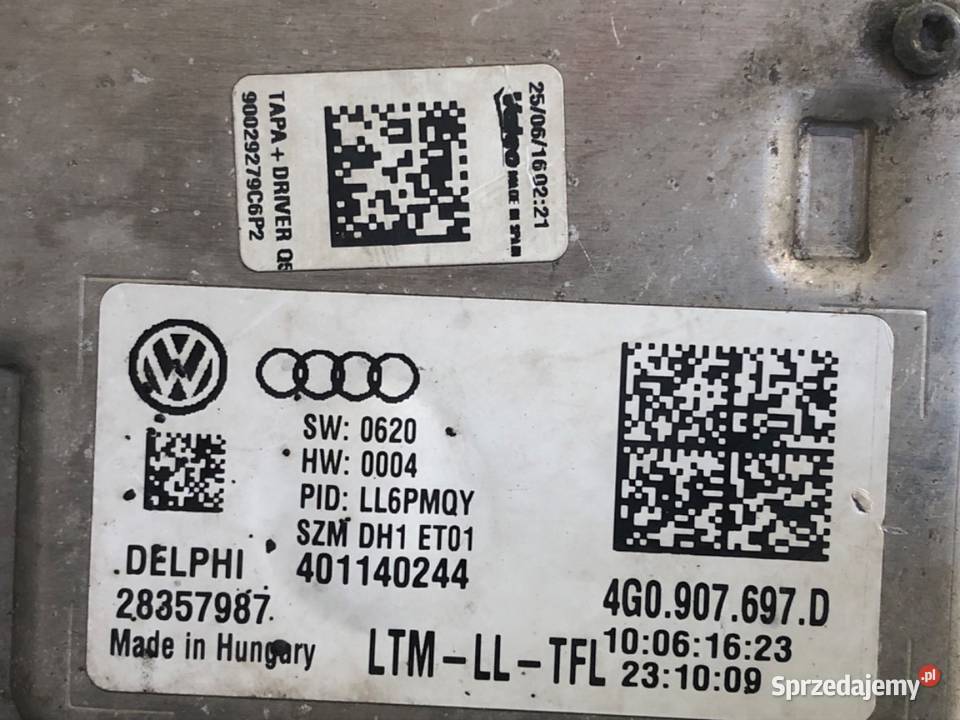 25/06/16 02:21
Valeo MADE IN SPAIN
TAPA + DRIVER Q5
90029279C6P2
SW: 0620
HW: 0004
PID: LL6PMQY
SZM DH1 ET01
401140244
DELPHI
28357987
Made in Hungary
LTM-LL-TFL
4G0.907.697.D
10:06:16:23
23:10:09
Sprzedajemy.pl